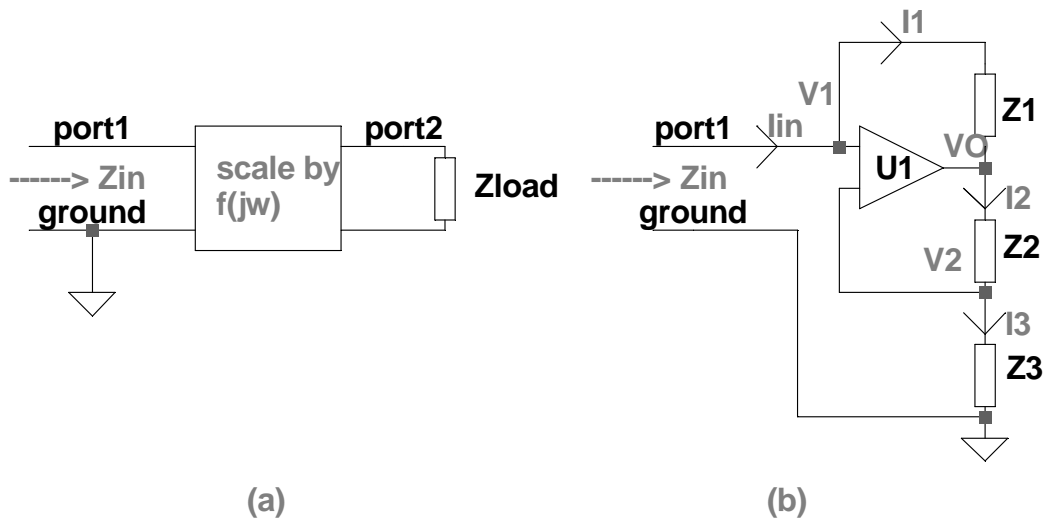 port1
port2
scale by
f(jw)
------> Zin
ground
Zload
(a)
I1
V1
Z1
port1
Iin
VO
U1
------> Zin
ground
I2
Z2
V2
I3
Z3
(b)